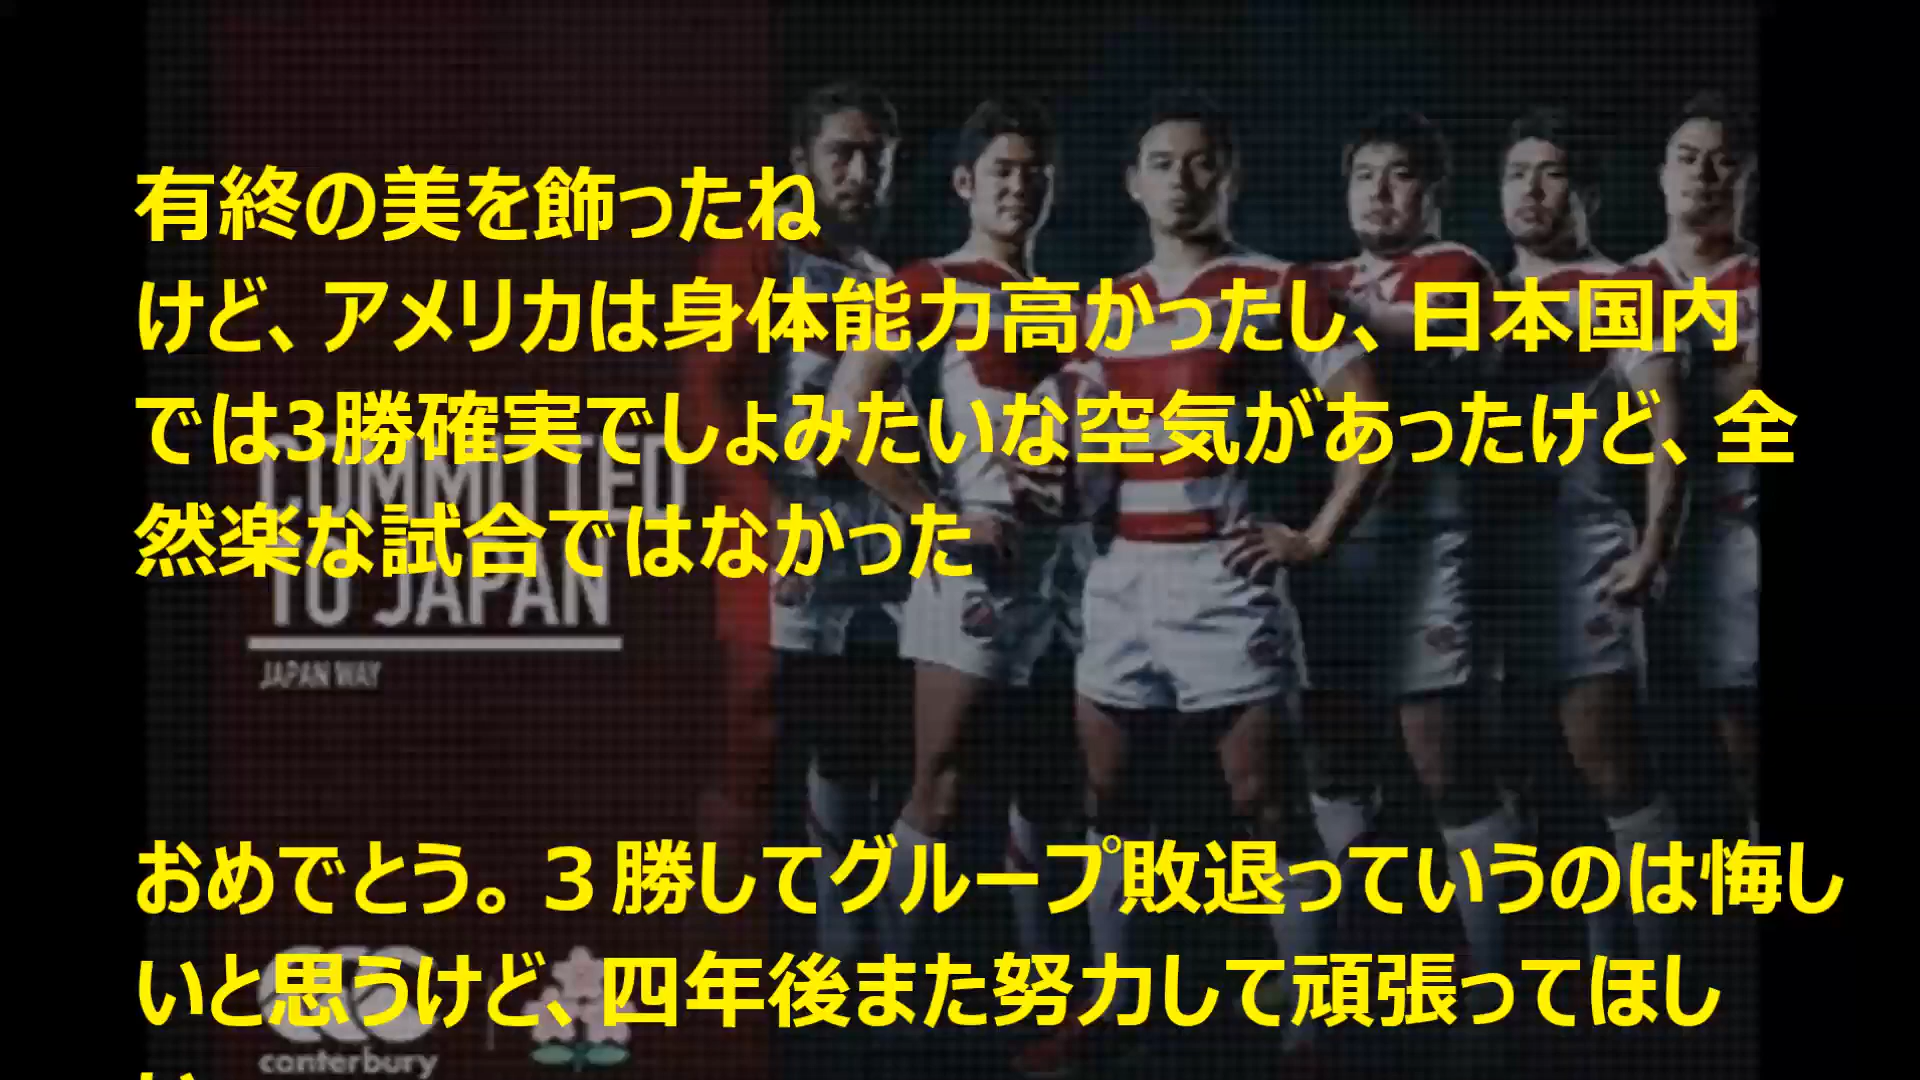 有終の美を飾ったね
けど、アメリカは身体能力高かったし、日本国内
では3勝確実でしょみたいな空気があったけど、全
然楽な試合ではなかった
COMMITTED
TO JAPAN
JAPAN WAY
おめでとう。３勝してグループ敗退っていうのは悔し
いと思うけど、四年後また努力して頑張ってほし
い
canterbury